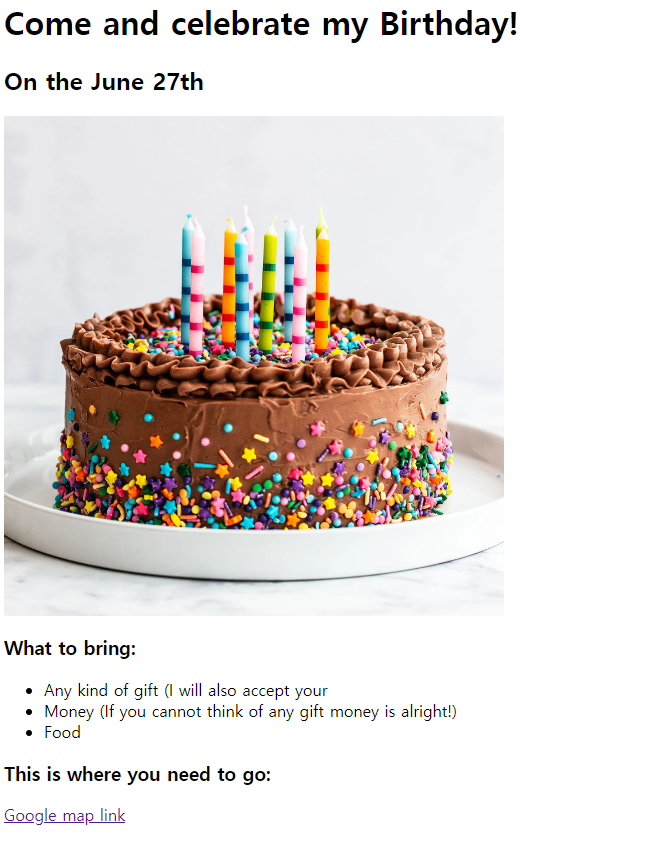 Come and celebrate my Birthday!
On the June 27th
What to bring:
Any kind of gift (I will also accept your
Money (If you cannot think of any gift money is alright!)
Food
This is where you need to go:
Google map link